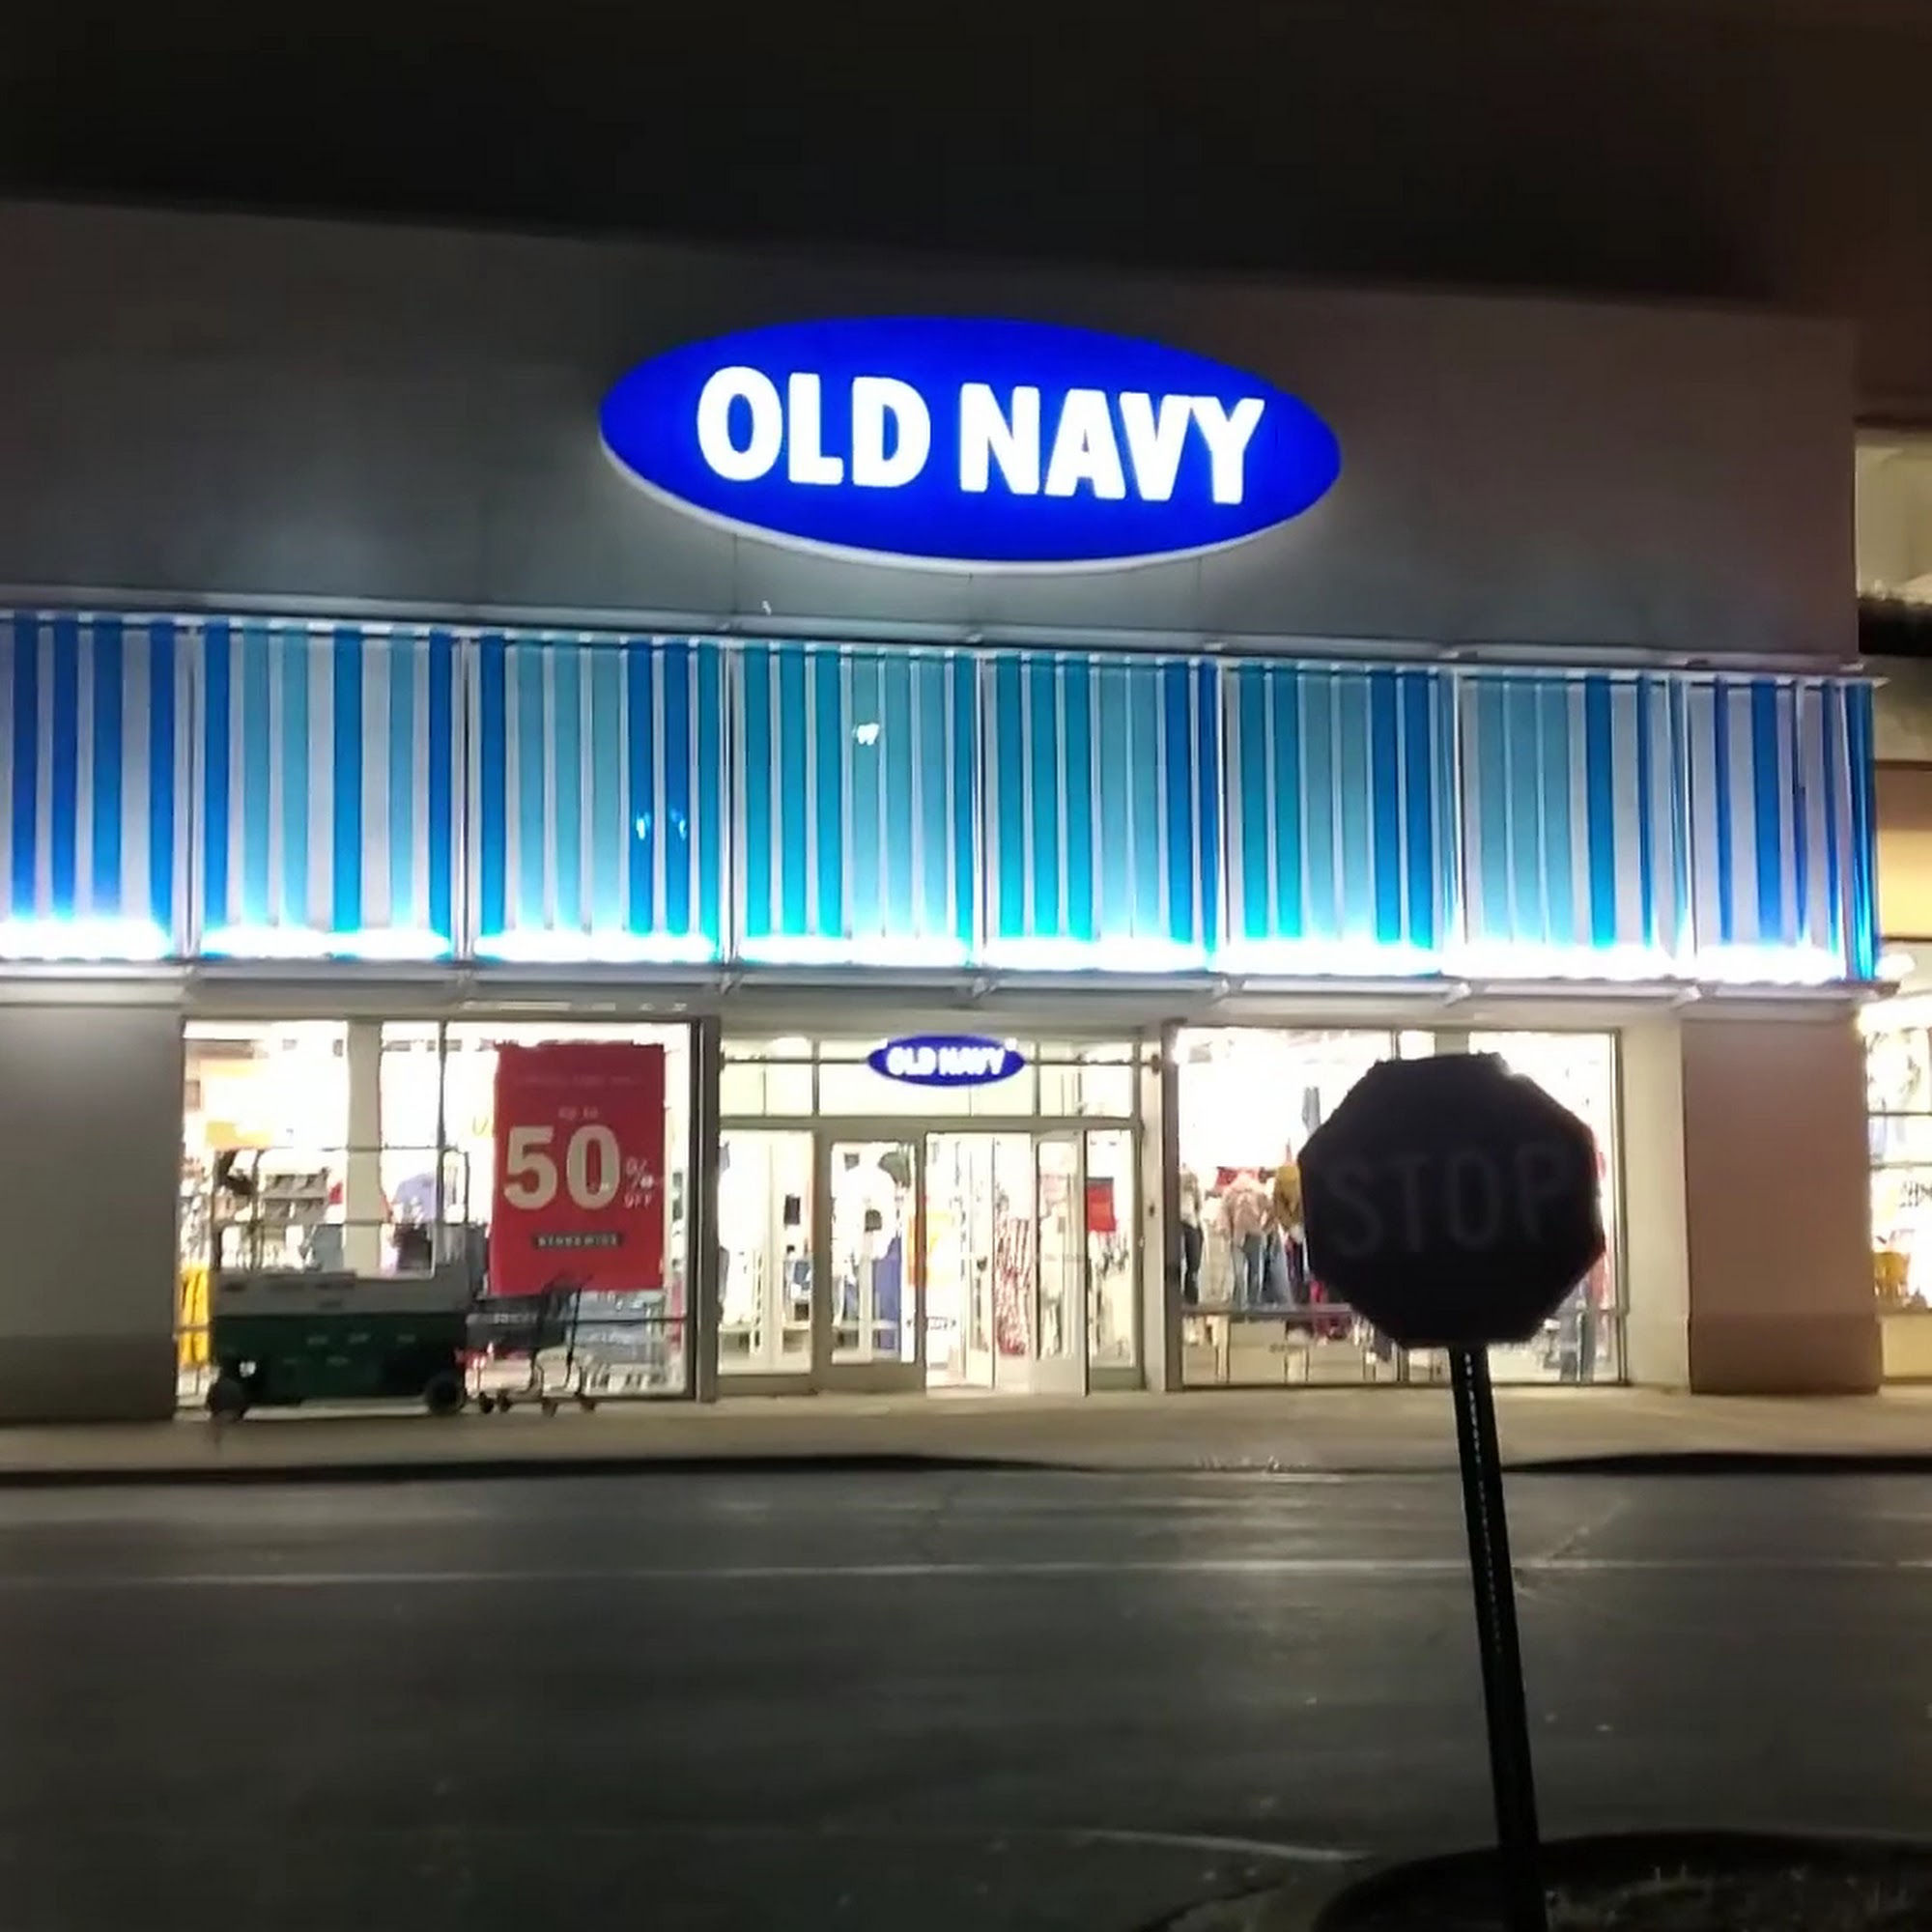 OLD NAVY
OLD NAVY
up to
50%
OFF
STOREWIDE
STOP